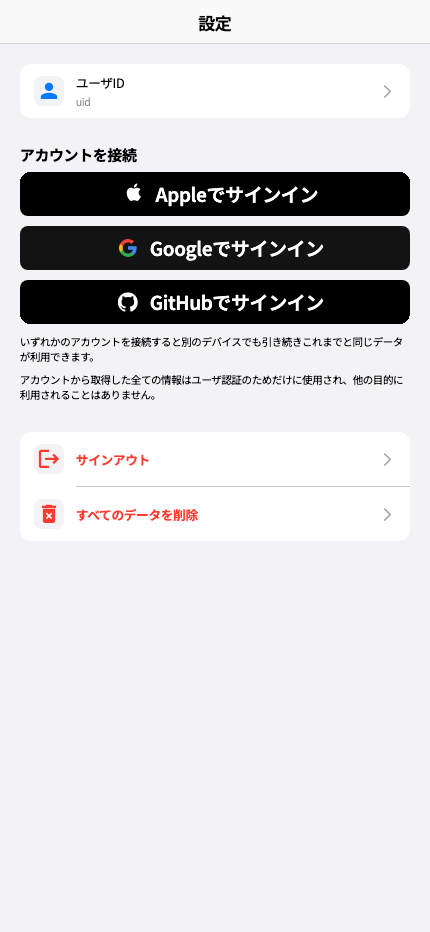 設定
ユーザID
uid
アカウントを接続
Appleでサインイン
Googleでサインイン
GitHubでサインイン
いずれかのアカウントを接続すると別のデバイスでも引き続きこれまでと同じデータ
が利用できます。
アカウントから取得した全ての情報はユーザ認証のためだけに使用され、他の目的に
利用されることはありません。
サインアウト
すべてのデータを削除